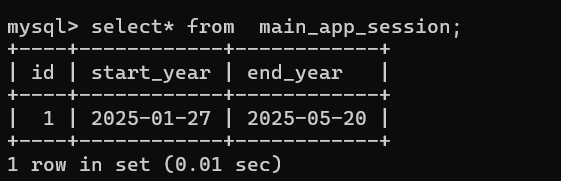 mysql> select* from  main_app_session;
+----+------------+------------+
| id | start_year | end_year   |
+----+------------+------------+
|  1 | 2025-01-27 | 2025-05-20 |
+----+------------+------------+
1 row in set (0.01 sec)